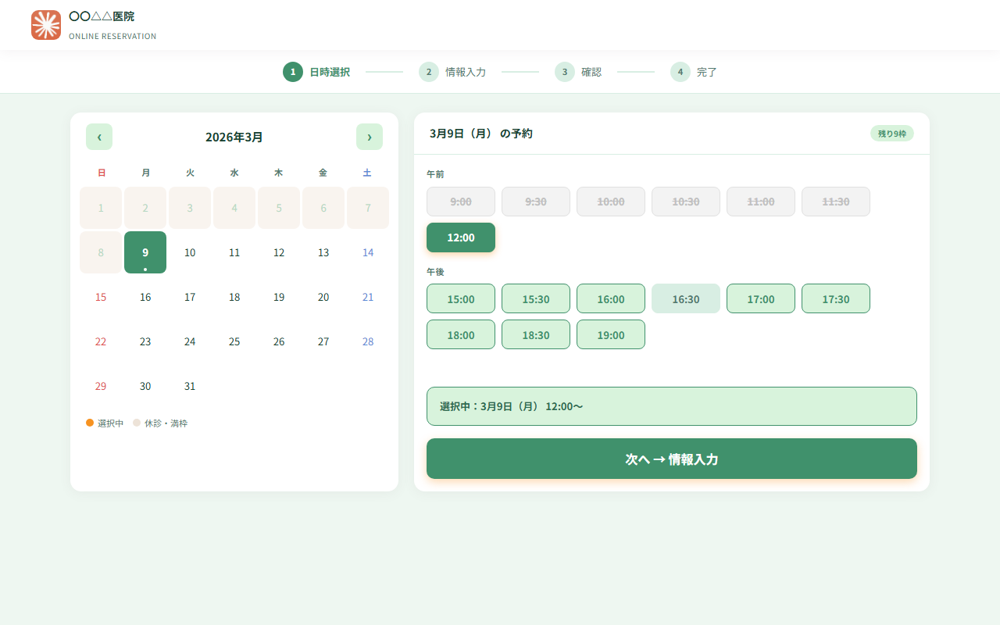 〇〇△△医院
ONLINE RESERVATION
1 日時選択 2 情報入力 3 確認 4 完了
‹ 2026年3月 ›
日 月 火 水 木 金 土
1 2 3 4 5 6 7
8 9 10 11 12 13 14
15 16 17 18 19 20 21
22 23 24 25 26 27 28
29 30 31
選択中 休診・満枠
3月9日（月） の予約 残り9枠
午前
9:00 9:30 10:00 10:30 11:00 11:30
12:00
午後
15:00 15:30 16:00 16:30 17:00 17:30
18:00 18:30 19:00
選択中：3月9日（月） 12:00〜
次へ → 情報入力